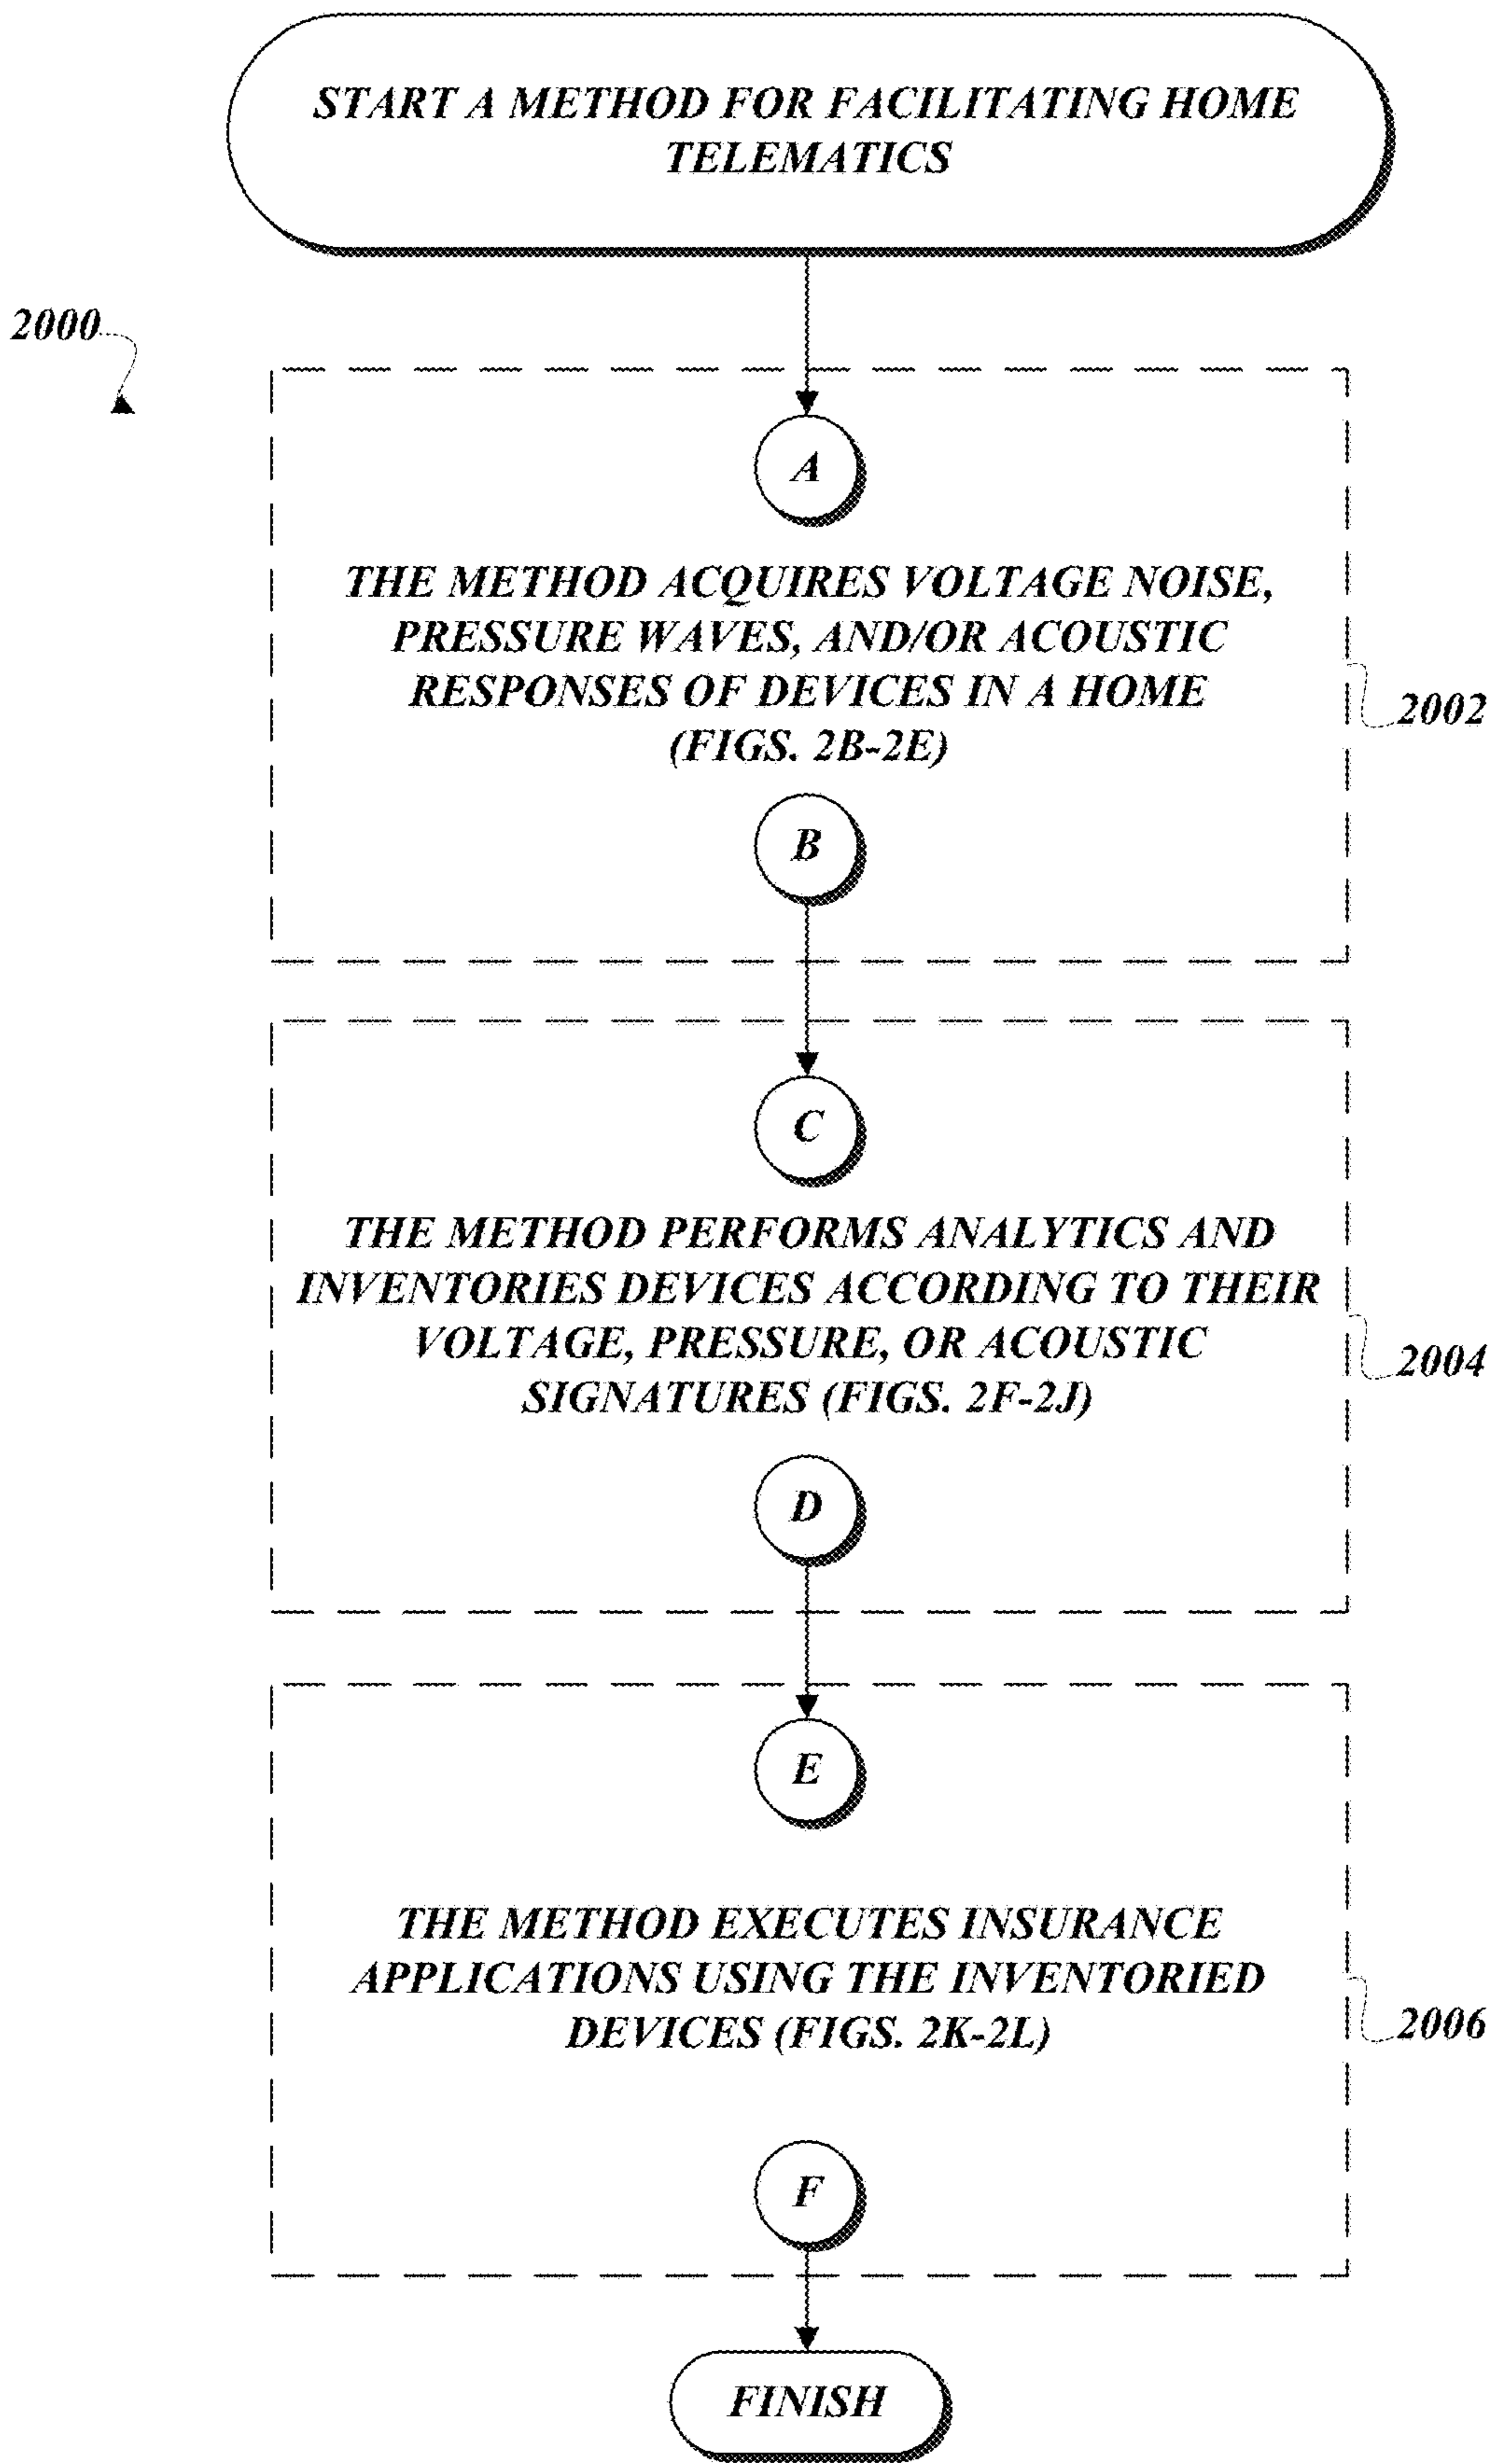 START A METHOD FOR FACILITATING HOME
TELEMATICS
2000
A
THE METHOD ACQUIRES VOLTAGE NOISE,
PRESSURE WAVES, AND/OR ACOUSTIC
RESPONSES OF DEVICES IN A HOME
(FIGS. 2B-2E)
2002
B
C
THE METHOD PERFORMS ANALYTICS AND
INVENTORIES DEVICES ACCORDING TO THEIR
VOLTAGE, PRESSURE, OR ACOUSTIC
SIGNATURES (FIGS. 2F-2J)
2004
D
E
THE METHOD EXECUTES INSURANCE
APPLICATIONS USING THE INVENTORIED
DEVICES (FIGS. 2K-2L)
2006
F
FINISH